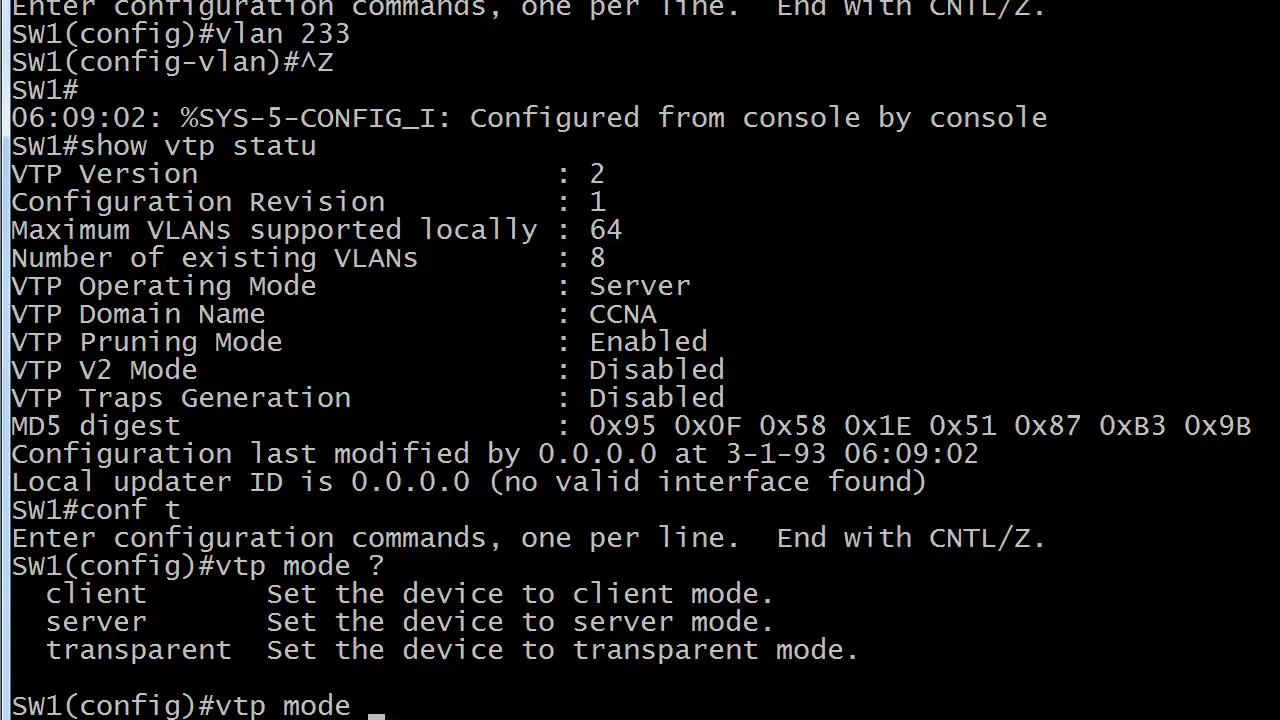 Enter configuration commands, one per line.  End with CNTL/Z.
SW1(config)#vlan 233
SW1(config-vlan)#^Z
SW1#
06:09:02: %SYS-5-CONFIG_I: Configured from console by console
SW1#show vtp statu
VTP Version                     : 2
Configuration Revision          : 1
Maximum VLANs supported locally : 64
Number of existing VLANs        : 8
VTP Operating Mode              : Server
VTP Domain Name                 : CCNA
VTP Pruning Mode                : Enabled
VTP V2 Mode                     : Disabled
VTP Traps Generation            : Disabled
MD5 digest                      : 0x95 0x0F 0x58 0x1E 0x51 0x87 0xB3 0x9B
Configuration last modified by 0.0.0.0 at 3-1-93 06:09:02
Local updater ID is 0.0.0.0 (no valid interface found)
SW1#conf t
Enter configuration commands, one per line.  End with CNTL/Z.
SW1(config)#vtp mode ?
  client       Set the device to client mode.
  server       Set the device to server mode.
  transparent  Set the device to transparent mode.
SW1(config)#vtp mode